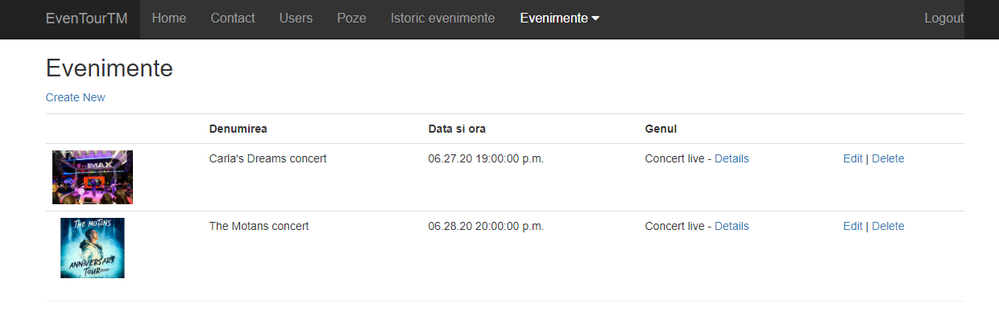 EvenTourTM Home Contact Users Poze Istoric evenimente Evenimente Logout
Evenimente
Create New
Denumirea Data si ora Genul
MAX
Carla's Dreams concert 06.27.20 19:00:00 p.m. Concert live - Details Edit | Delete
THE MOTANS
ANNIVERSARY
TOUR 2020
The Motans concert 06.28.20 20:00:00 p.m. Concert live - Details Edit | Delete